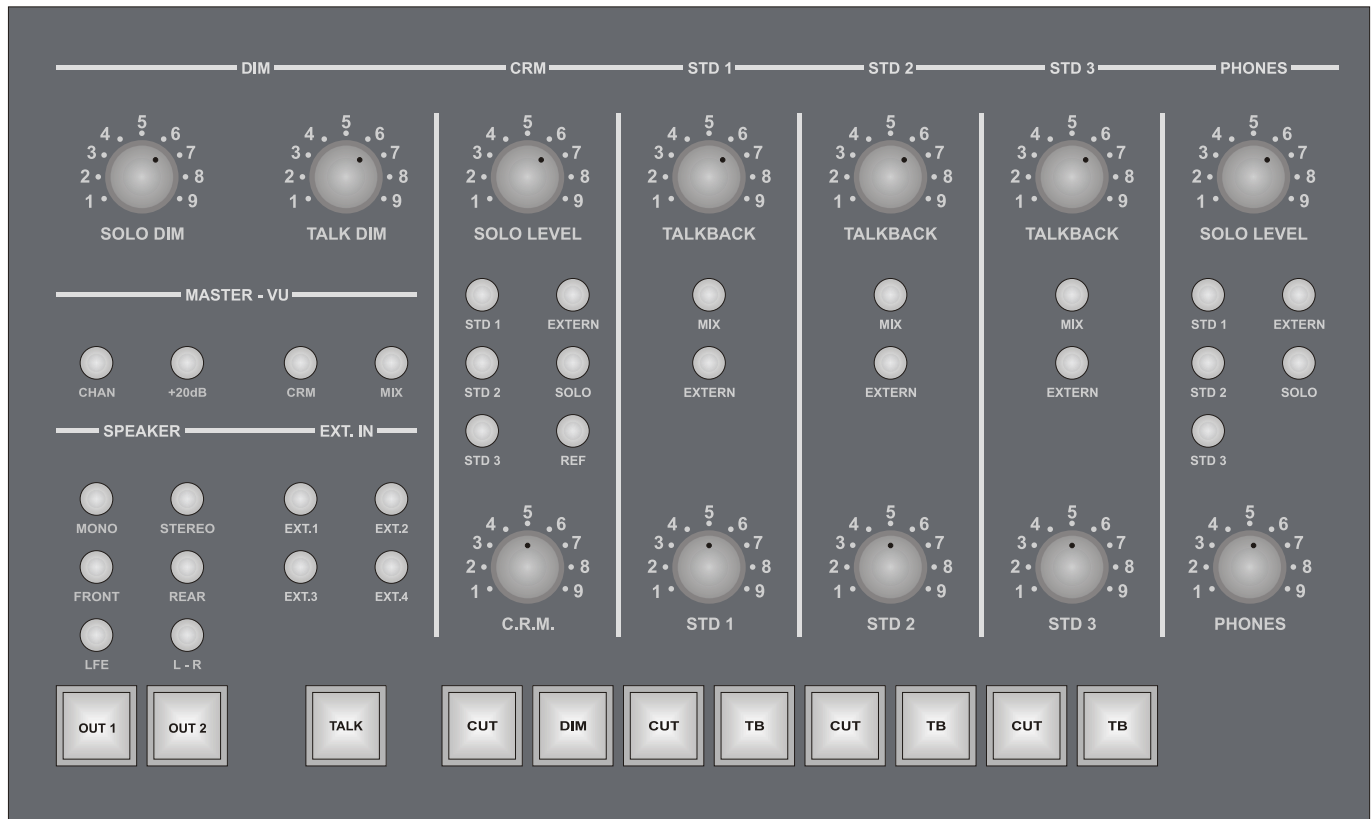 DIM CRM STD 1 STD 2 STD 3 PHONES
5 5 5 5 5 5 5
4 6 4 6 4 6 4 6 4 6 4 6 4 6
3 7 3 7 3 7 3 7 3 7 3 7 3 7
2 8 2 8 2 8 2 8 2 8 2 8 2 8
1 9 1 9 1 9 1 9 1 9 1 9 1 9
SOLO DIM TALK DIM SOLO LEVEL TALKBACK TALKBACK TALKBACK SOLO LEVEL
MASTER - VU
STD 1 EXTERN MIX MIX MIX STD 1 EXTERN
CHAN +20dB CRM MIX STD 2 SOLO EXTERN EXTERN EXTERN STD 2 SOLO
SPEAKER EXT. IN
STD 3 REF STD 3
MONO STEREO EXT.1 EXT.2
5 5 5 5 5
4 6 4 6 4 6 4 6 4 6
3 7 3 7 3 7 3 7 3 7
2 8 2 8 2 8 2 8 2 8
1 9 1 9 1 9 1 9 1 9
FRONT REAR EXT.3 EXT.4
C.R.M. STD 1 STD 2 STD 3 PHONES
LFE L - R
OUT 1 OUT 2 TALK CUT DIM CUT TB CUT TB CUT TB